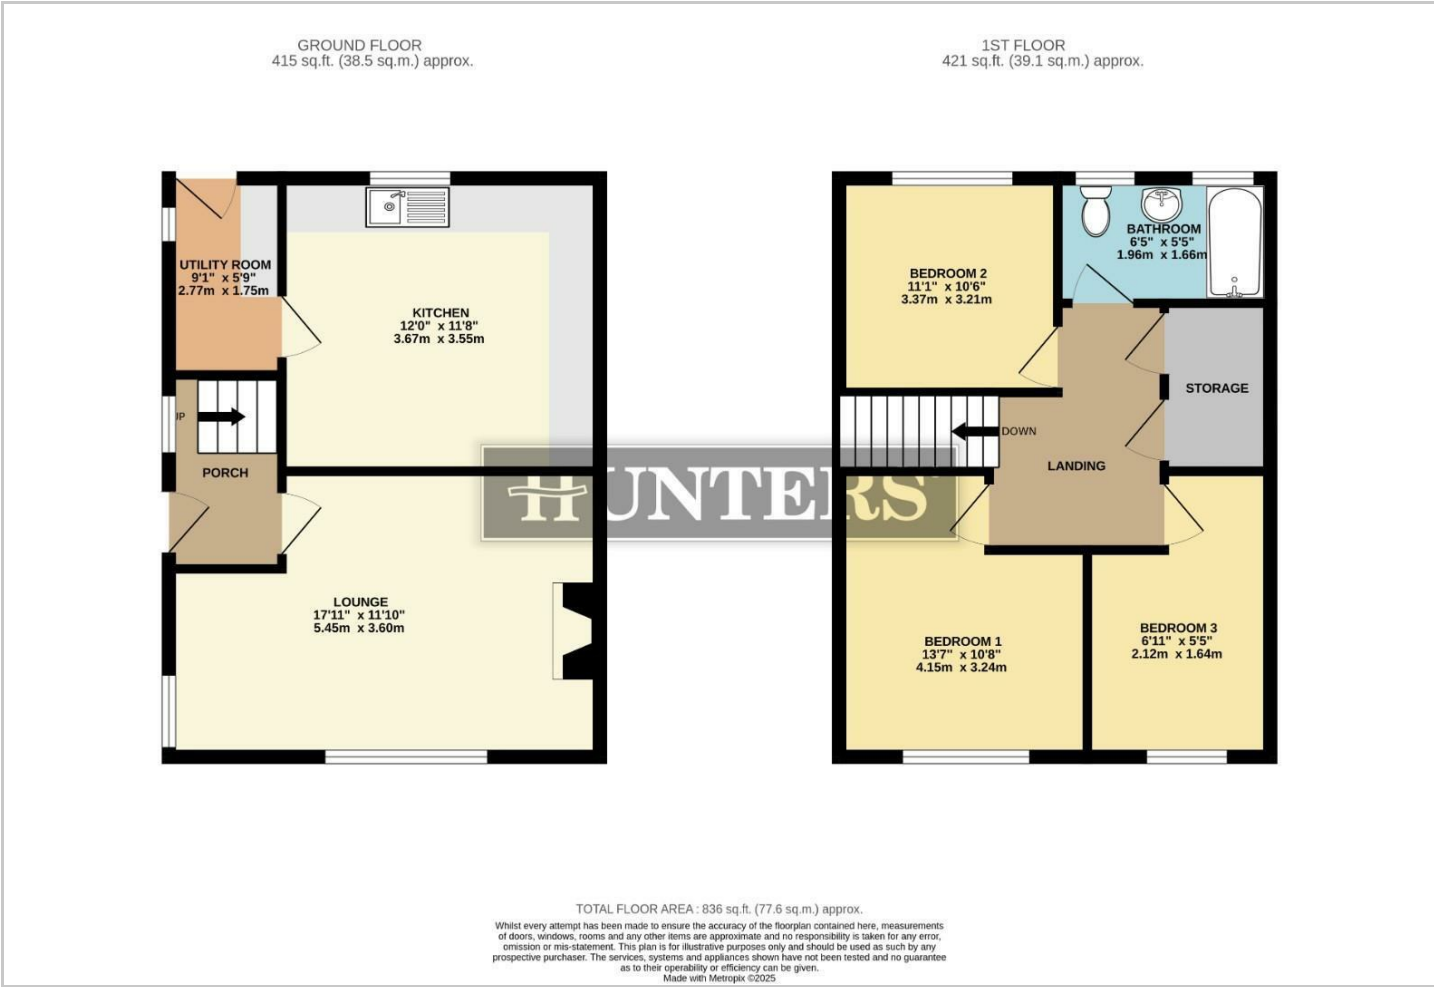 GROUND FLOOR
415 sq.ft. (38.5 sq.m.) approx.
1ST FLOOR
421 sq.ft. (39.1 sq.m.) approx.
UTILITY ROOM
9'1" x 5'9"
2.77m x 1.75m
KITCHEN
12'0" x 11'8"
3.67m x 3.55m
PORCH
LOUNGE
17'11" x 11'10"
5.45m x 3.60m
BEDROOM 2
11'1" x 10'6"
3.37m x 3.21m
BATHROOM
6'5" x 5'5"
1.96m x 1.66m
STORAGE
DOWN
LANDING
BEDROOM 1
13'7" x 10'8"
4.15m x 3.24m
BEDROOM 3
6'11" x 5'5"
2.12m x 1.64m
HUNTERS
TOTAL FLOOR AREA : 836 sq.ft. (77.6 sq.m.) approx.
Whilst every attempt has been made to ensure the accuracy of the floorplan contained here, measurements
of doors, windows, rooms and any other items are approximate and no responsibility is taken for any error,
omission or mis-statement. This plan is for illustrative purposes only and should be used as such by any
prospective purchaser. The services, systems and appliances shown have not been tested and no guarantee
as to their operability or efficiency can be given.
Made with Metropix ©2025